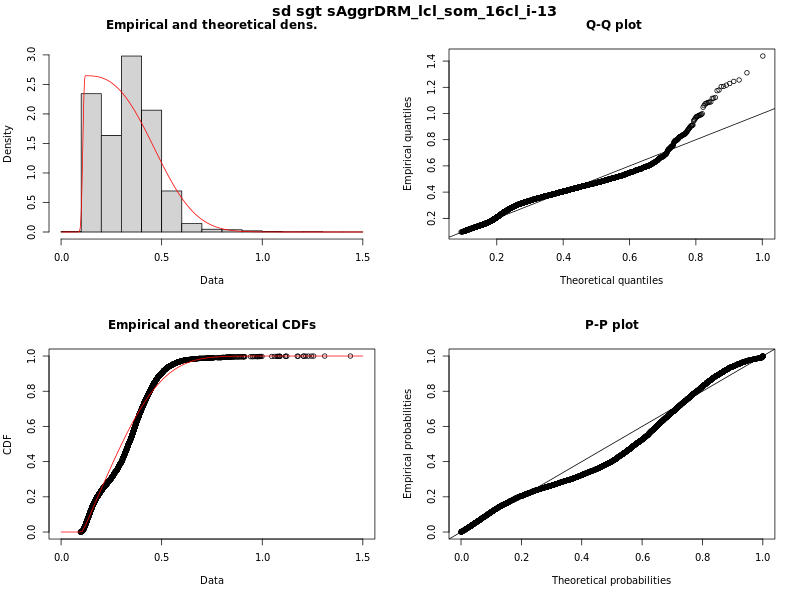 sd sgt sAggrDRM_lcl_som_16cl_i-13
Empirical and theoretical dens.
Density
0.0 0.5 1.0 1.5 2.0 2.5 3.0
0.0 0.5 1.0 1.5
Data
Q-Q plot
Empirical quantiles
0.2 0.4 0.6 0.8 1.0 1.2 1.4
0.2 0.4 0.6 0.8 1.0
Theoretical quantiles
Empirical and theoretical CDFs
CDF
0.0 0.2 0.4 0.6 0.8 1.0
0.0 0.5 1.0 1.5
Data
P-P plot
Empirical probabilities
0.0 0.2 0.4 0.6 0.8 1.0
0.0 0.2 0.4 0.6 0.8 1.0
Theoretical probabilities